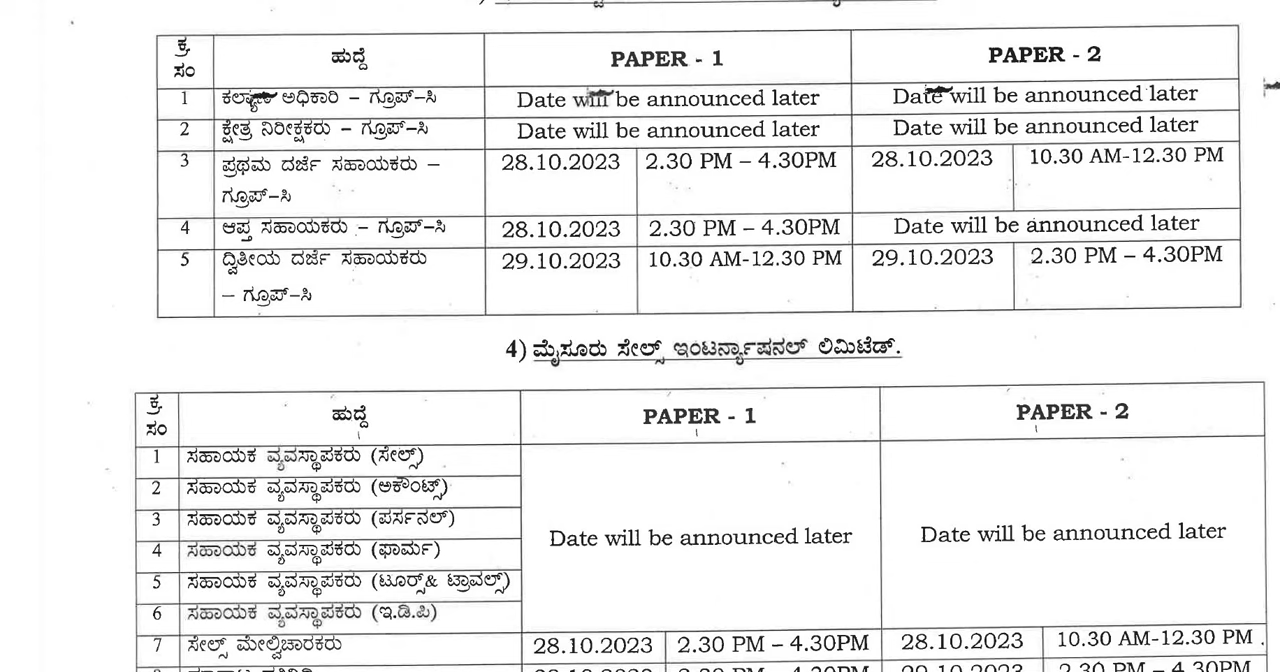 ಕ್ರ ಸಂ ಹುದ್ದೆ PAPER - 1 PAPER - 2
1 ಕಲ್ಯಾಣ ಅಧಿಕಾರಿ – ಗ್ರೂಪ್-ಸಿ Date will be announced later Date will be announced later
2 ಕ್ಷೇತ್ರ ನಿರೀಕ್ಷಕರು – ಗ್ರೂಪ್-ಸಿ Date will be announced later Date will be announced later
3 ಪ್ರಥಮ ದರ್ಜೆ ಸಹಾಯಕರು – 28.10.2023 2.30 PM – 4.30PM 28.10.2023 10.30 AM-12.30 PM
ಗ್ರೂಪ್-ಸಿ
4 ಆಪ್ತ ಸಹಾಯಕರು – ಗ್ರೂಪ್-ಸಿ 28.10.2023 2.30 PM – 4.30PM Date will be announced later
5 ದ್ವಿತೀಯ ದರ್ಜೆ ಸಹಾಯಕರು 29.10.2023 10.30 AM-12.30 PM 29.10.2023 2.30 PM – 4.30PM
– ಗ್ರೂಪ್-ಸಿ
4) ಮೈಸೂರು ಸೇಲ್ಸ್ ಇಂಟರ್ನ್ಯಾಷನಲ್ ಲಿಮಿಟೆಡ್.
ಕ್ರ ಸಂ ಹುದ್ದೆ PAPER - 1 PAPER - 2
1 ಸಹಾಯಕ ವ್ಯವಸ್ಥಾಪಕರು (ಸೇಲ್ಸ್)
2 ಸಹಾಯಕ ವ್ಯವಸ್ಥಾಪಕರು (ಅಕೌಂಟ್ಸ್)
3 ಸಹಾಯಕ ವ್ಯವಸ್ಥಾಪಕರು (ಪರ್ಸನಲ್)
Date will be announced later Date will be announced later
4 ಸಹಾಯಕ ವ್ಯವಸ್ಥಾಪಕರು (ಫಾರ್ಮ)
5 ಸಹಾಯಕ ವ್ಯವಸ್ಥಾಪಕರು (ಟೂರ್ಸ್& ಟ್ರಾವಲ್ಸ್)
6 ಸಹಾಯಕ ವ್ಯವಸ್ಥಾಪಕರು (ಇ.ಡಿ.ಪಿ)
7 ಸೇಲ್ಸ್ ಮೇಲ್ವಿಚಾರಕರು 28.10.2023 2.30 PM – 4.30PM 28.10.2023 10.30 AM-12.30 PM